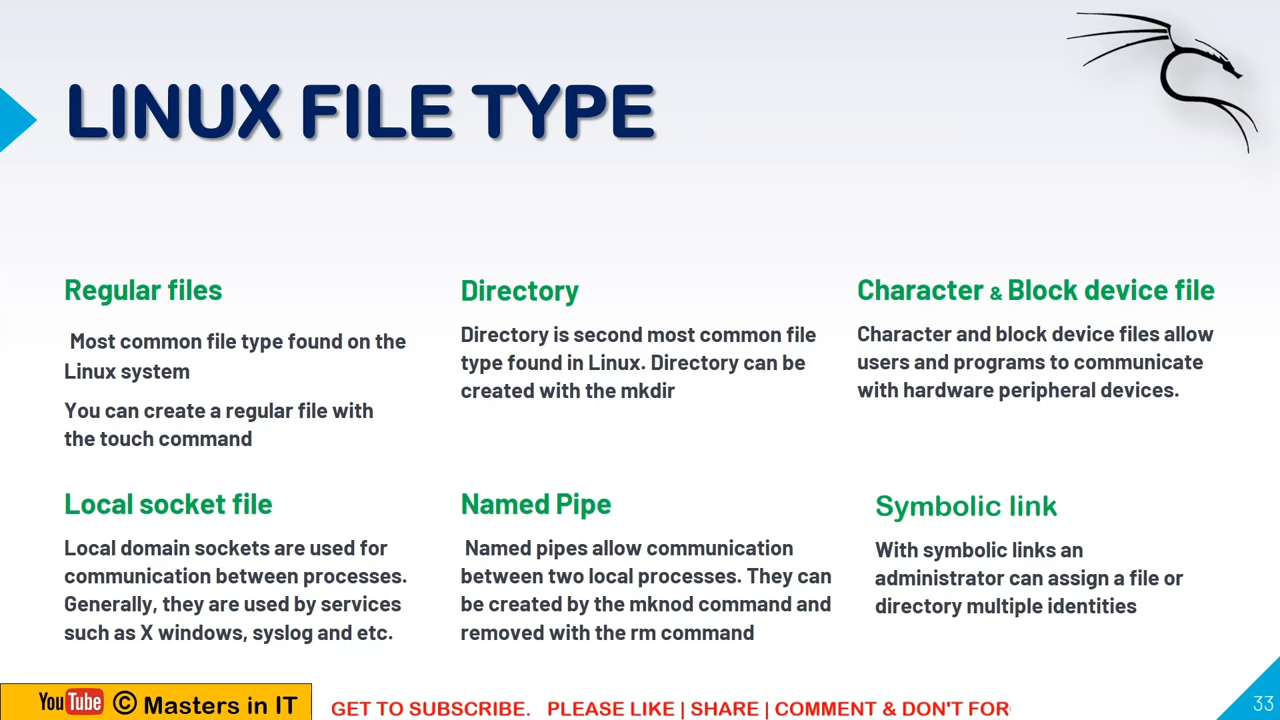 LINUX FILE TYPE
Regular files
Most common file type found on the
Linux system
You can create a regular file with
the touch command
Directory
Directory is second most common file
type found in Linux. Directory can be
created with the mkdir
Character & Block device file
Character and block device files allow
users and programs to communicate
with hardware peripheral devices.
Local socket file
Local domain sockets are used for
communication between processes.
Generally, they are used by services
such as X windows, syslog and etc.
Named Pipe
Named pipes allow communication
between two local processes. They can
be created by the mknod command and
removed with the rm command
Symbolic link
With symbolic links an
administrator can assign a file or
directory multiple identities
YouTube © Masters in IT
GET TO SUBSCRIBE. PLEASE LIKE | SHARE | COMMENT & DON'T FOR
33